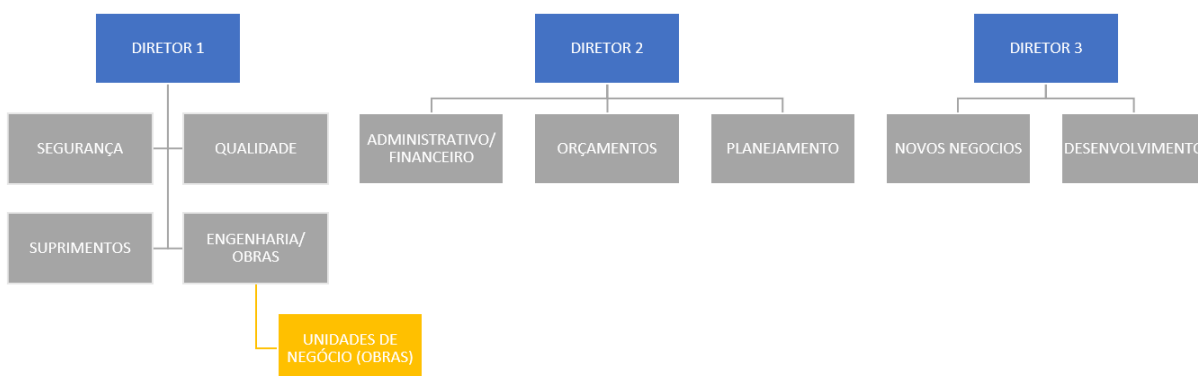 DIRETOR 1
DIRETOR 2
DIRETOR 3
SEGURANÇA
QUALIDADE
ADMINISTRATIVO/
FINANCEIRO
ORÇAMENTOS
PLANEJAMENTO
NOVOS NEGOCIOS
DESENVOLVIMENTO
SUPRIMENTOS
ENGENHARIA/
OBRAS
UNIDADES DE
NEGÓCIO (OBRAS)